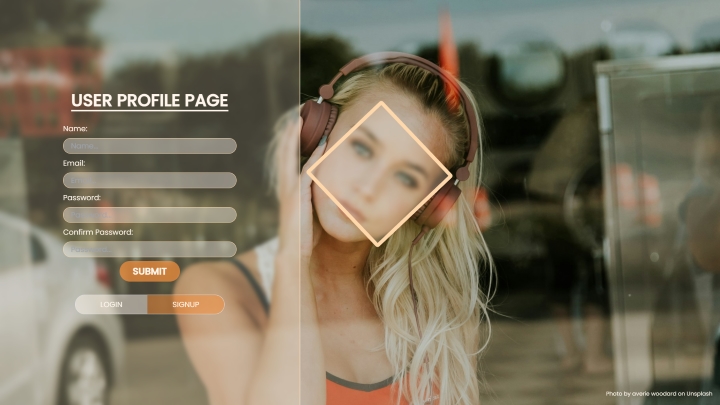 USER PROFILE PAGE
Name:
Name...
Email:
Password:
Confirm Password:
SUBMIT
LOGIN
SIGNUP
Photo by averie woodard on Unsplash